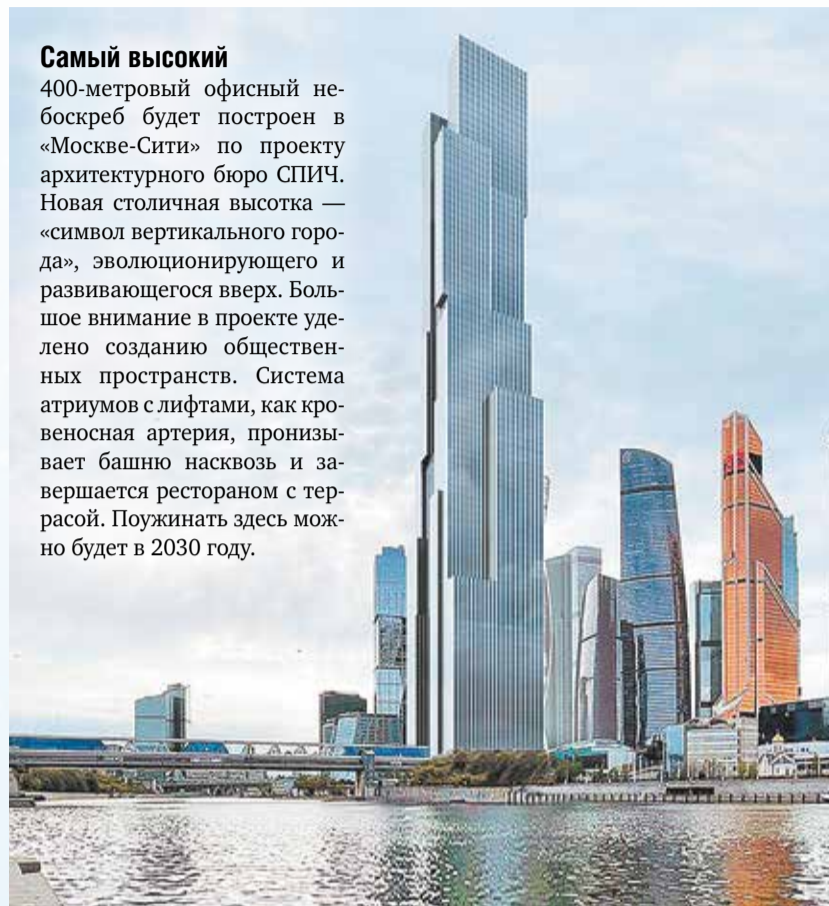 Самый высокий
400-метровый офисный не-
боскреб будет построен в
«Москве-Сити» по проекту
архитектурного бюро СПИЧ.
Новая столичная высотка —
«символ вертикального горо-
да», эволюционирующего и
развивающегося вверх. Боль-
шое внимание в проекте уде-
лено созданию обществен-
ных пространств. Система
атриумов с лифтами, как кро-
веносная артерия, пронизы-
вает башню насквозь и за-
вершается рестораном с тер-
расой. Поужинать здесь мож-
но будет в 2030 году.